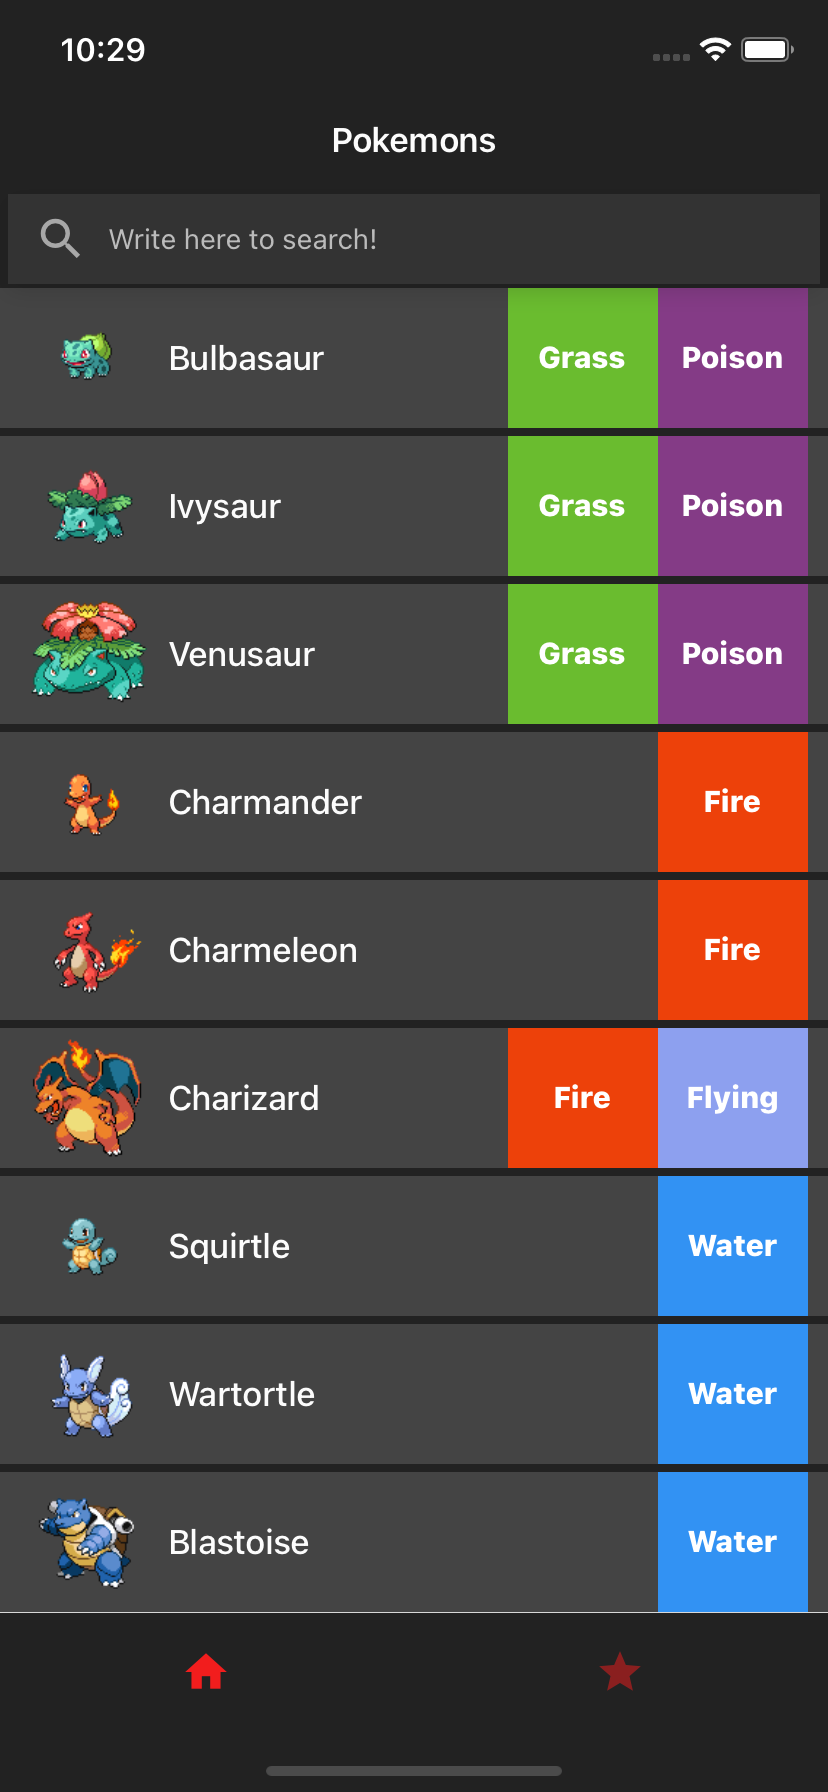 10:29
Pokemons
Write here to search!
Bulbasaur Grass Poison
Ivysaur Grass Poison
Venusaur Grass Poison
Charmander Fire
Charmeleon Fire
Charizard Fire Flying
Squirtle Water
Wartortle Water
Blastoise Water